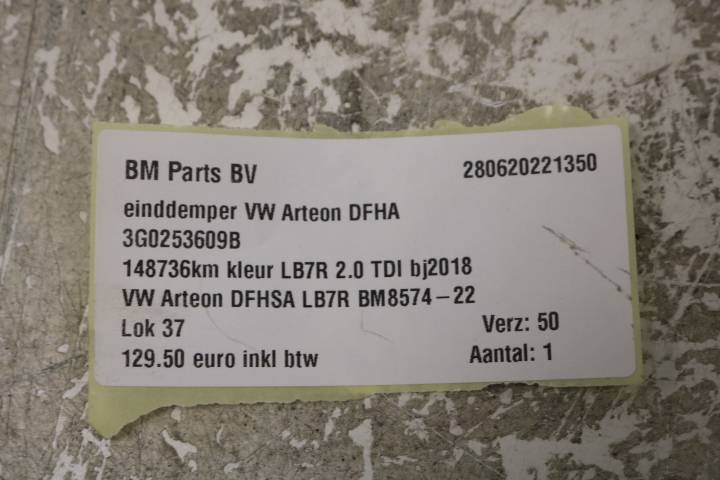 BM Parts BV 280620221350
einddemper VW Arteon DFHA
3G0253609B
148736km kleur LB7R 2.0 TDI bj2018
VW Arteon DFHSA LB7R BM8574-22
Lok 37 Verz: 50
129.50 euro inkl btw Aantal: 1